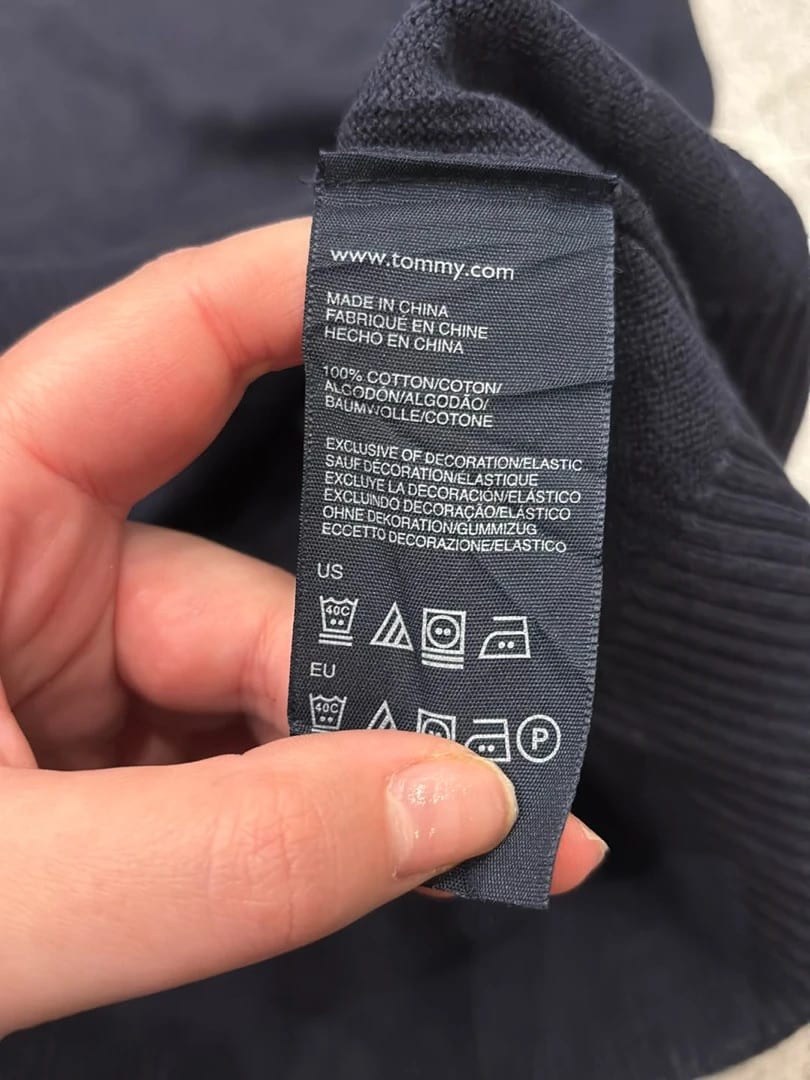 www.tommy.com
MADE IN CHINA
FABRIQUÉ EN CHINE
HECHO EN CHINA
100% COTTON/COTON/
ALGODÓN/ALGODÃO/
BAUMWOLLE/COTONE
EXCLUSIVE OF DECORATION/ELASTIC
SAUF DÉCORATION/ÉLASTIQUE
EXCLUYE LA DECORACIÓN/ELÁSTICO
EXCLUINDO DECORAÇÃO/ELÁSTICO
OHNE DEKORATION/GUMMIZUG
ECCETTO DECORAZIONE/ELASTICO
US
40C
EU
40C P